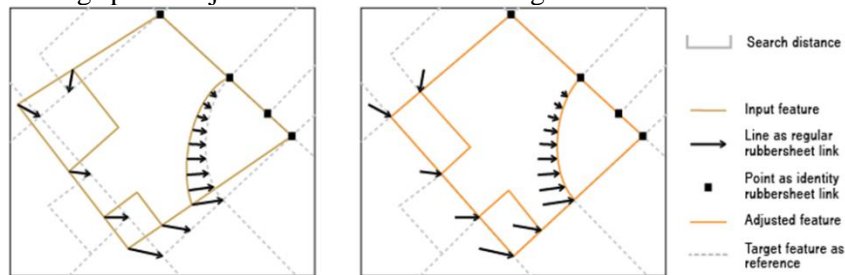 Search distance
Input feature
Line as regular
rubbersheet link
Point as identity
rubbersheet link
Adjusted feature
Target feature as
reference